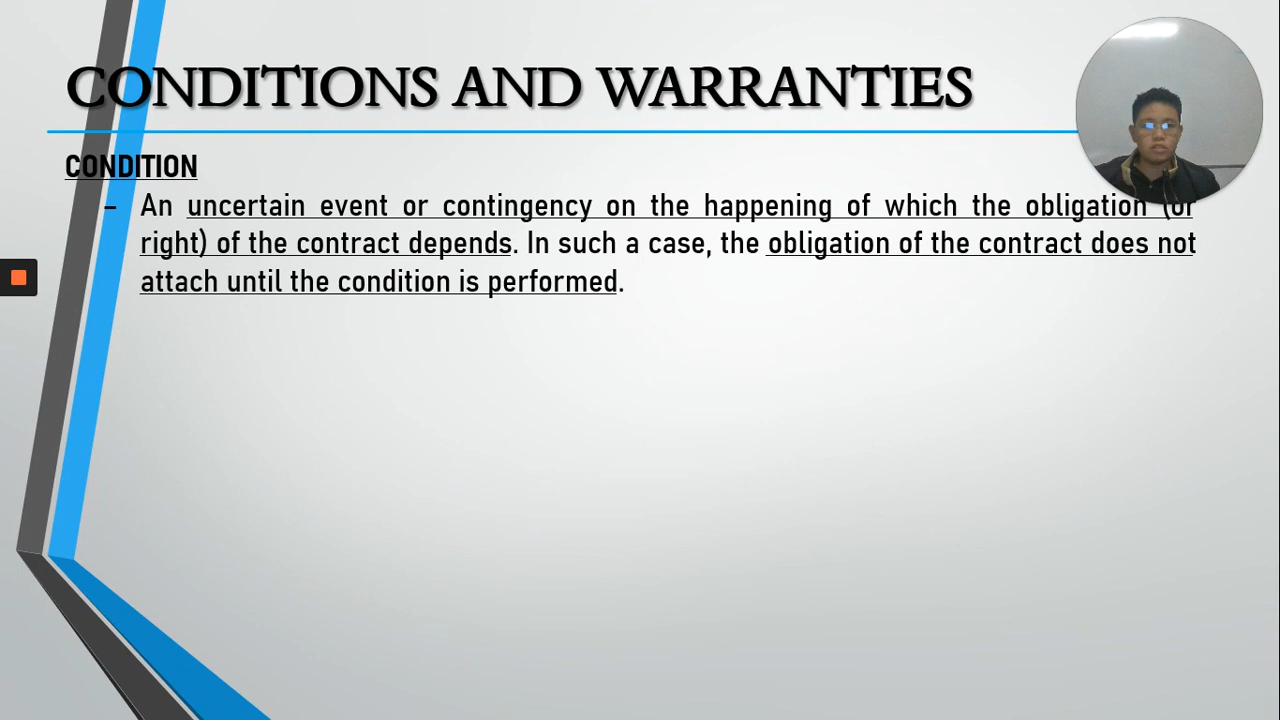 CONDITIONS AND WARRANTIES
CONDITION
- An uncertain event or contingency on the happening of which the obligation (or
right) of the contract depends. In such a case, the obligation of the contract does not
attach until the condition is performed.